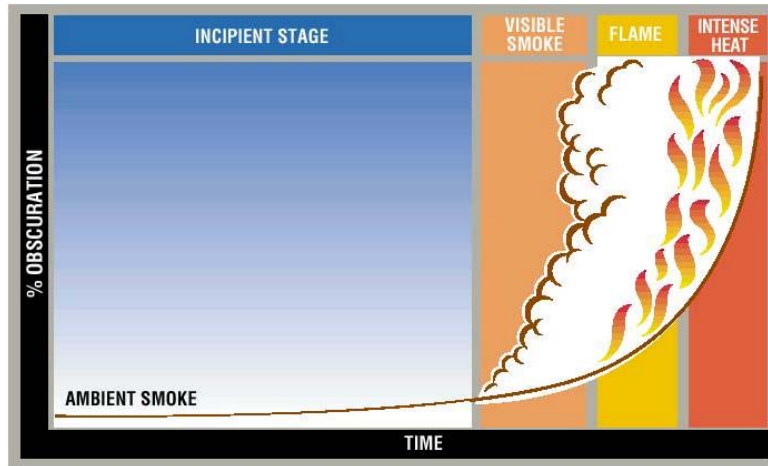 INCIPIENT STAGE
VISIBLE
SMOKE
FLAME
INTENSE
HEAT
% OBSCURATION
AMBIENT SMOKE
TIME